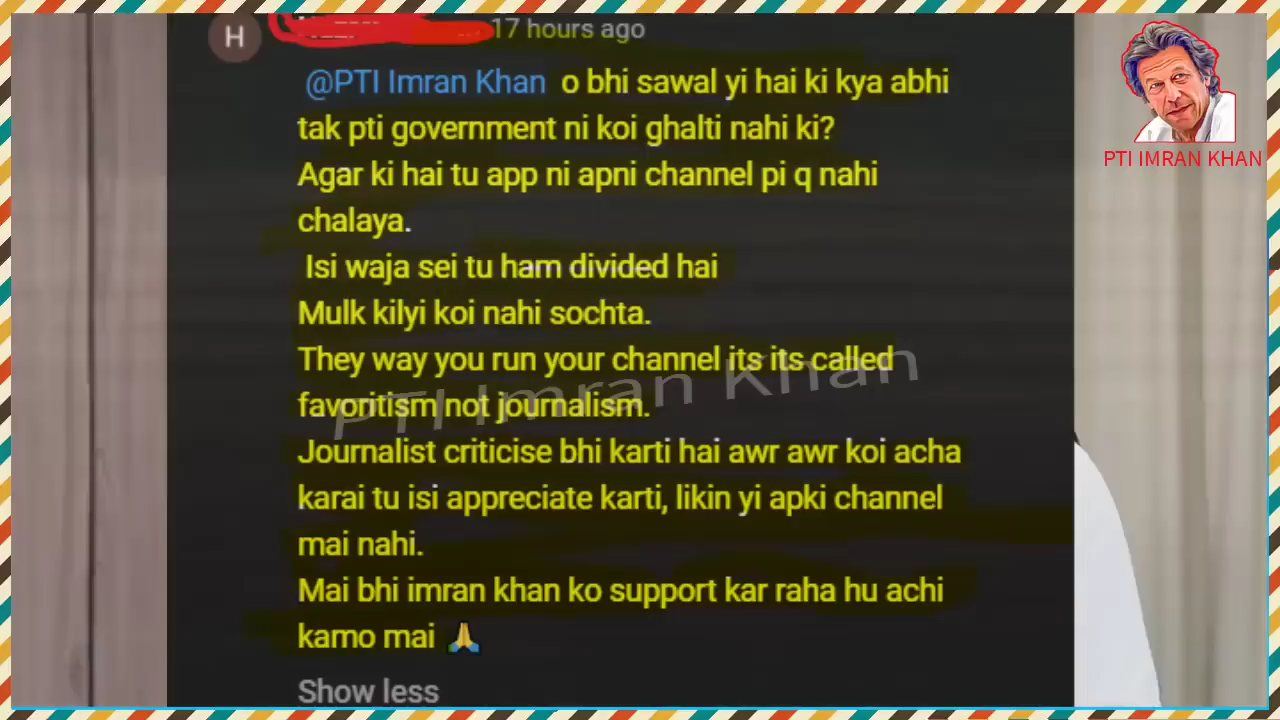 H
17 hours ago
@PTI Imran Khan o bhi sawal yi hai ki kya abhi
tak pti government ni koi ghalti nahi ki?
Agar ki hai tu app ni apni channel pi q nahi
chalaya.
Isi waja sei tu ham divided hai
Mulk kilyi koi nahi sochta.
They way you run your channel its its called
favoritism not journalism.
Journalist criticise bhi karti hai awr awr koi acha
karai tu isi appreciate karti, likin yi apki channel
mai nahi.
Mai bhi imran khan ko support kar raha hu achi
kamo mai 🙏
Show less
PTI Imran Khan
PTI IMRAN KHAN